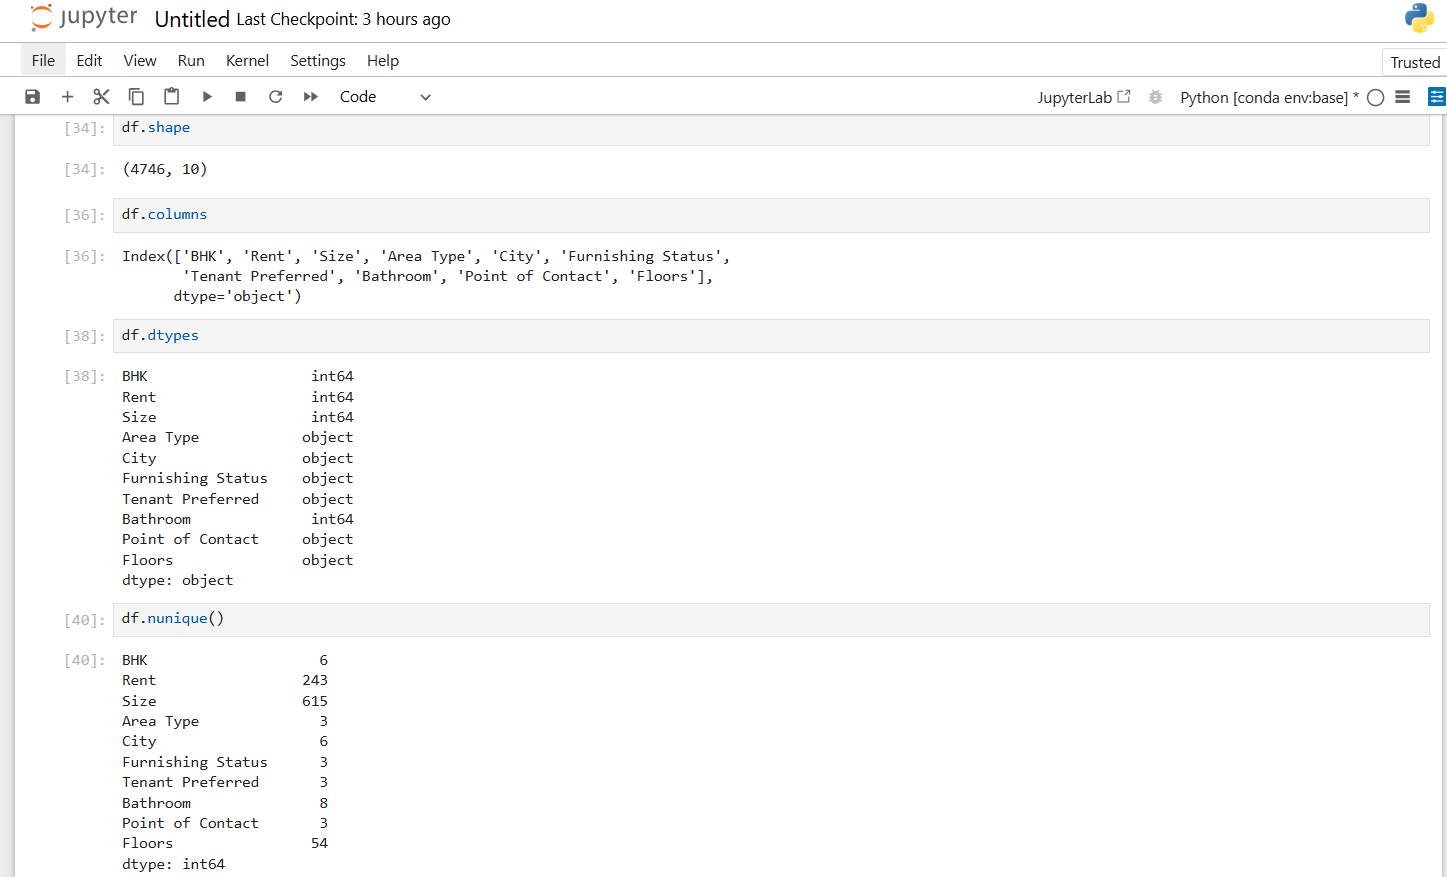 jupyter Untitled Last Checkpoint: 3 hours ago
File Edit View Run Kernel Settings Help
Trusted
Code
JupyterLab
Python [conda env:base] *
[34]: df.shape
[34]: (4746, 10)
[36]: df.columns
[36]: Index(['BHK', 'Rent', 'Size', 'Area Type', 'City', 'Furnishing Status',
'Tenant Preferred', 'Bathroom', 'Point of Contact', 'Floors'],
dtype='object')
[38]: df.dtypes
[38]: BHK int64
Rent int64
Size int64
Area Type object
City object
Furnishing Status object
Tenant Preferred object
Bathroom int64
Point of Contact object
Floors object
dtype: object
[40]: df.nunique()
[40]: BHK 6
Rent 243
Size 615
Area Type 3
City 6
Furnishing Status 3
Tenant Preferred 3
Bathroom 8
Point of Contact 3
Floors 54
dtype: int64